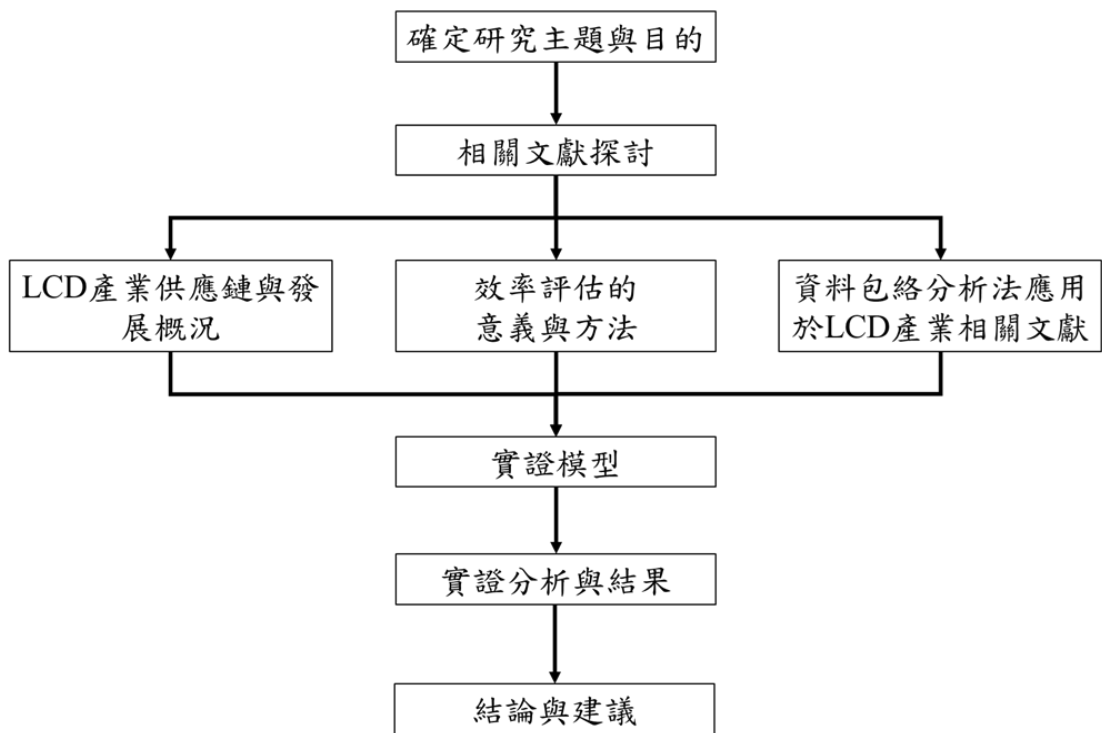 確定研究主題與目的
相關文獻探討
LCD產業供應鏈與發
展概況
效率評估的
意義與方法
資料包絡分析法應用
於LCD產業相關文獻
實證模型
實證分析與結果
結論與建議